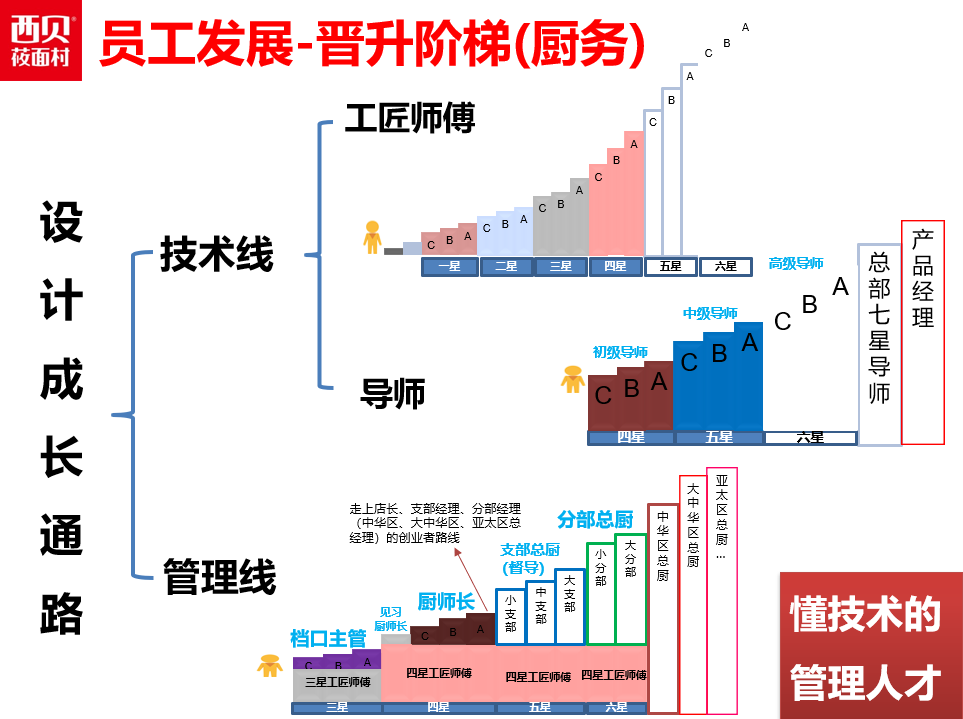 西贝
莜面村
员工发展-晋升阶梯(厨务)
设
计
成
长
通
路
技术线
管理线
工匠师傅
导师
C
B
A
C
B
A
C
B
A
C
B
A
C
B
A
C
B
A
一星
二星
三星
四星
五星
六星
初级导师
中级导师
高级导师
C
B
A
C
B
A
C
B
A
总部七星导师
产品经理
四星
五星
六星
走上店长、支部经理、分部经理
（中华区、大中华区、亚太区总
经理）的创业者路线
档口主管
见习
厨师长
厨师长
支部总厨
(督导)
分部总厨
C
B
A
C
B
A
小支部
中支部
大支部
小分部
大分部
中华区总厨
大中华区总厨
亚太区总厨…
三星工匠师傅
四星工匠师傅
四星工匠师傅
四星工匠师傅
三星
四星
五星
六星
懂技术的
管理人才